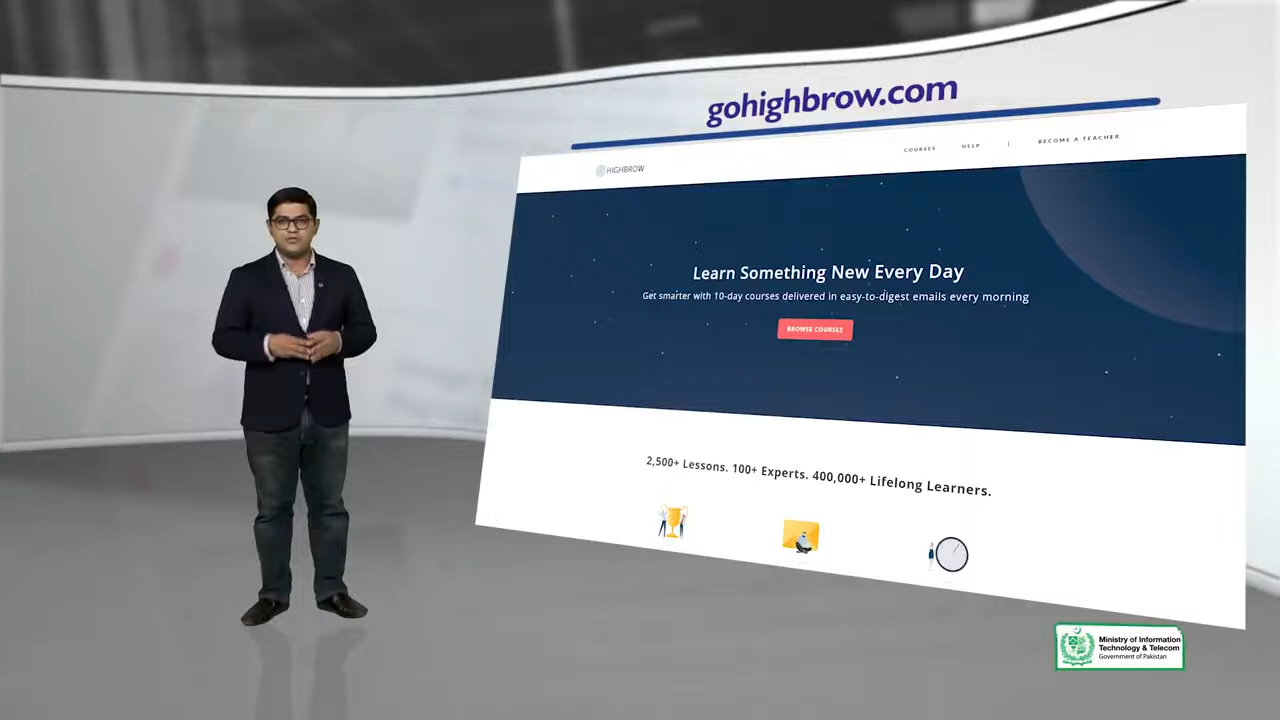 gohighbrow.com
HIGHBROW
COURSES HELP | BECOME A TEACHER
Learn Something New Every Day
Get smarter with 10-day courses delivered in easy-to-digest emails every morning
BROWSE COURSES
2,500+ Lessons. 100+ Experts. 400,000+ Lifelong Learners.
Ministry of Information
Technology & Telecom
Government of Pakistan